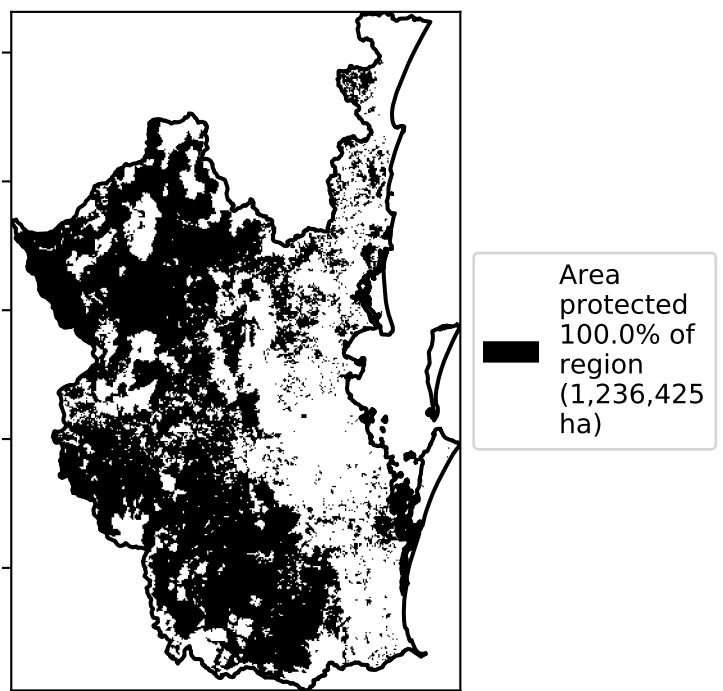 Area
protected
100.0% of
region
(1,236,425
ha)